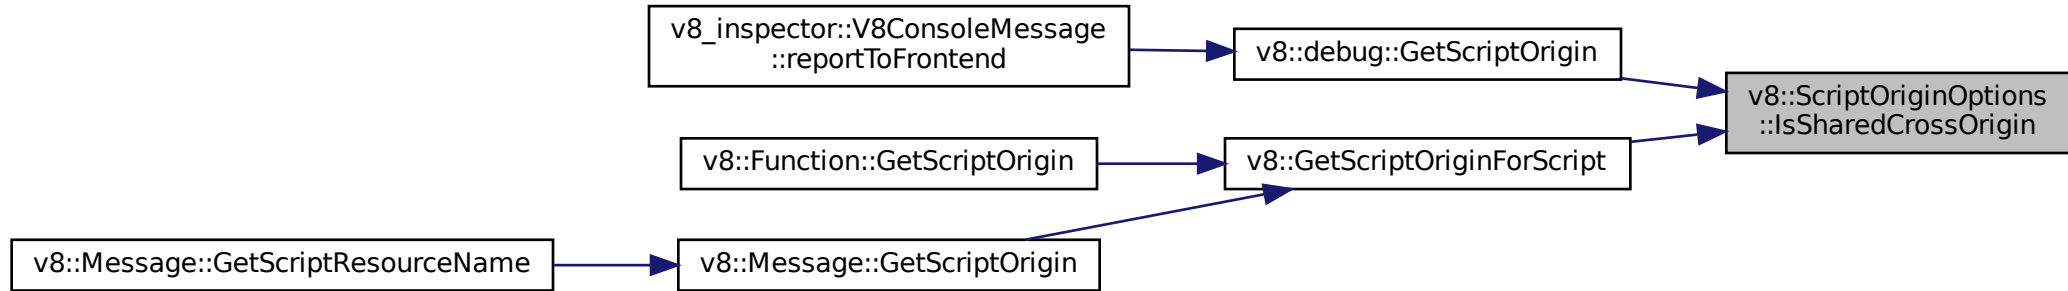 v8_inspector::V8ConsoleMessage
::reportToFrontend
v8::debug::GetScriptOrigin
v8::ScriptOriginOptions
::IsSharedCrossOrigin
v8::Function::GetScriptOrigin
v8::GetScriptOriginForScript
v8::Message::GetScriptResourceName
v8::Message::GetScriptOrigin